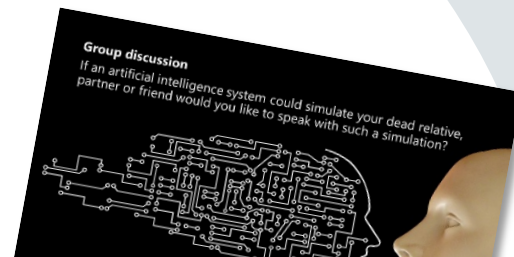 Group discussion
If an artificial intelligence system could simulate your dead relative,
partner or friend would you like to speak with such a simulation?